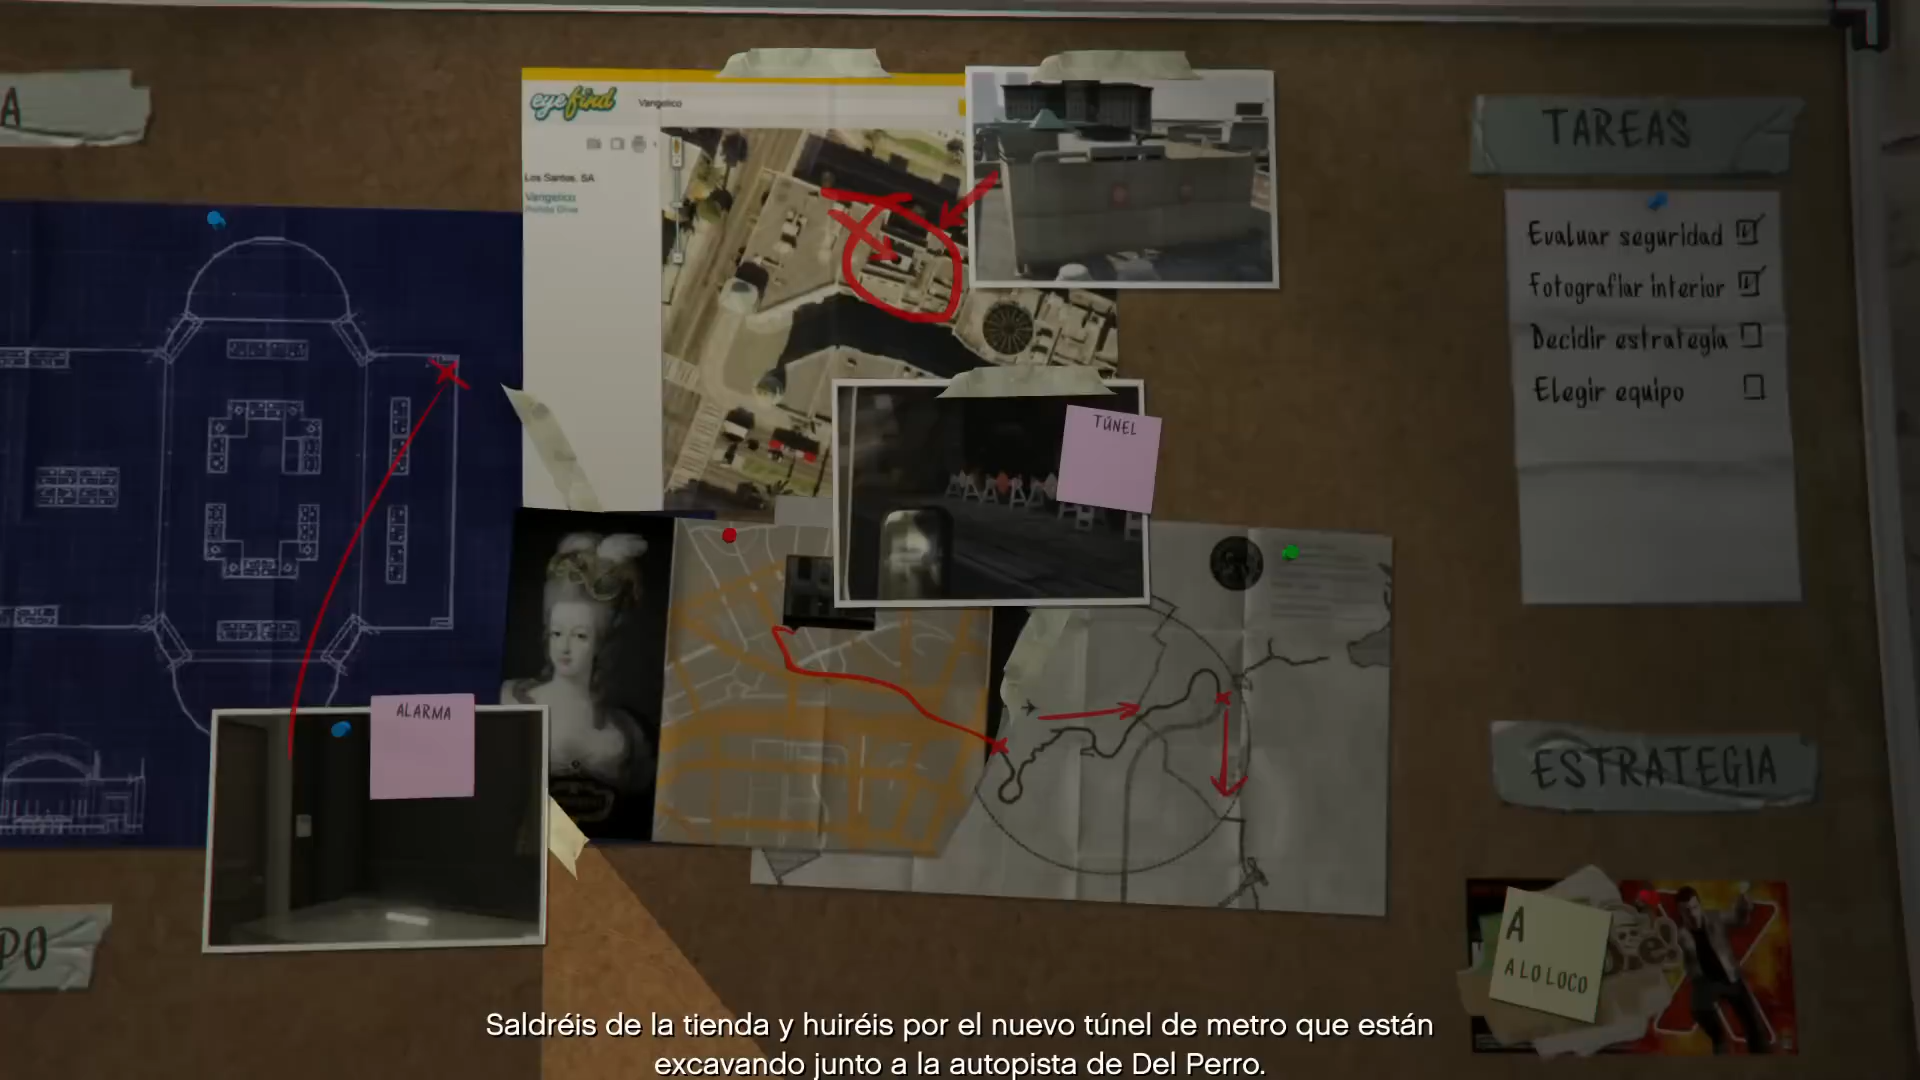 A
eyefind
Vangelico
Los Santos, SA
Vangelico
TÚNEL
ALARMA
PO
TAREAS
Evaluar seguridad
Fotografiar interior
Decidir estrategia
Elegir equipo
ESTRATEGIA
A
A LO LOCO
Saldréis de la tienda y huiréis por el nuevo túnel de metro que están
excavando junto a la autopista de Del Perro.